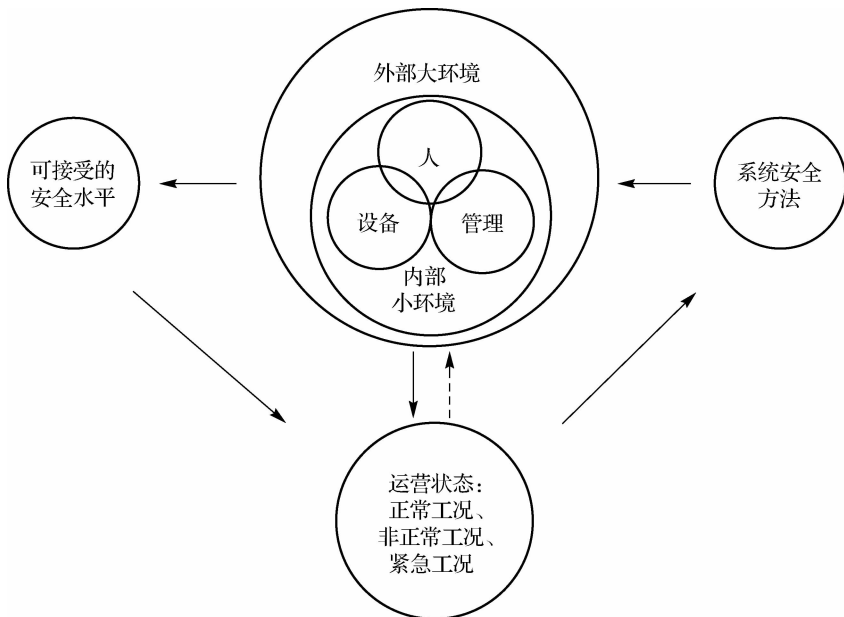 外部大环境
人
设备
管理
内部
小环境
可接受的
安全水平
系统安全
方法
运营状态：
正常工况、
非正常工况、
紧急工况